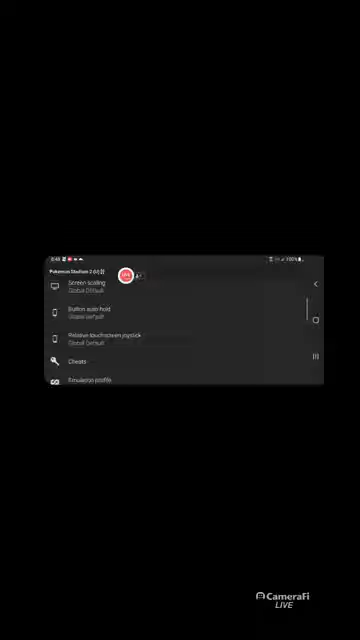 Pokemon Stadium 2 (U) [!]
100%
Screen scaling
Global Default
Button auto-hold
Global Default
Relative touchscreen joystick
Global Default
Cheats
Emulation profile
CameraFi
LIVE